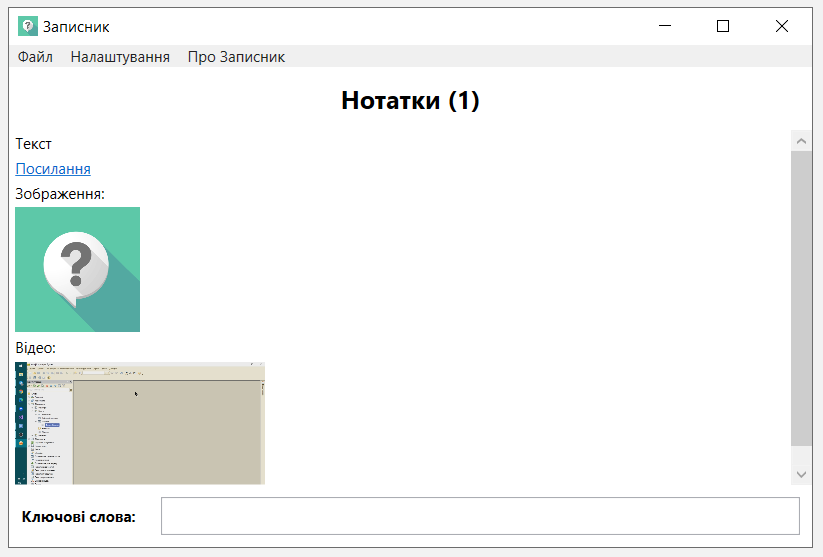 Записник
Файл Налаштування Про Записник
Нотатки (1)
Текст
Посилання
Зображення:
?
Відео:
Ключові слова: